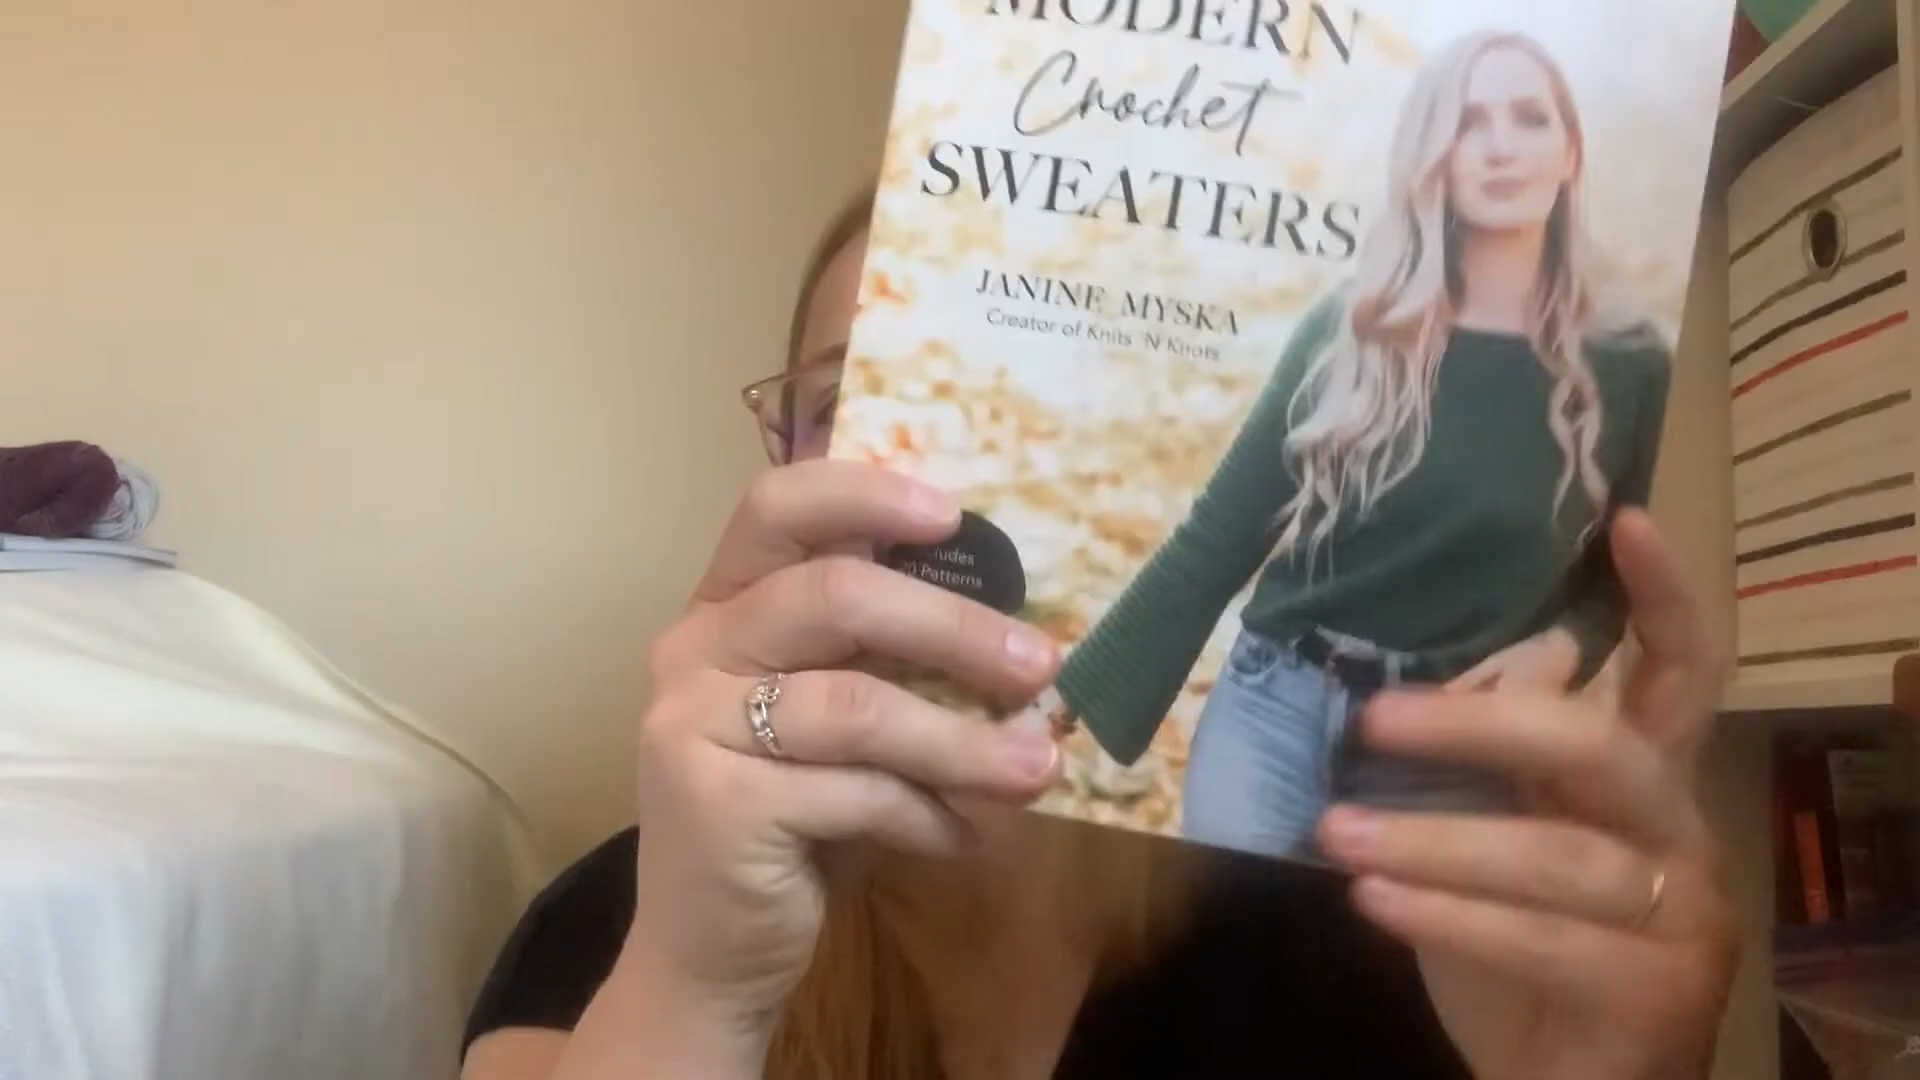 MODERN
Crochet
SWEATERS
JANINE MYSKA
Creator of Knits 'N Knots
Patterns